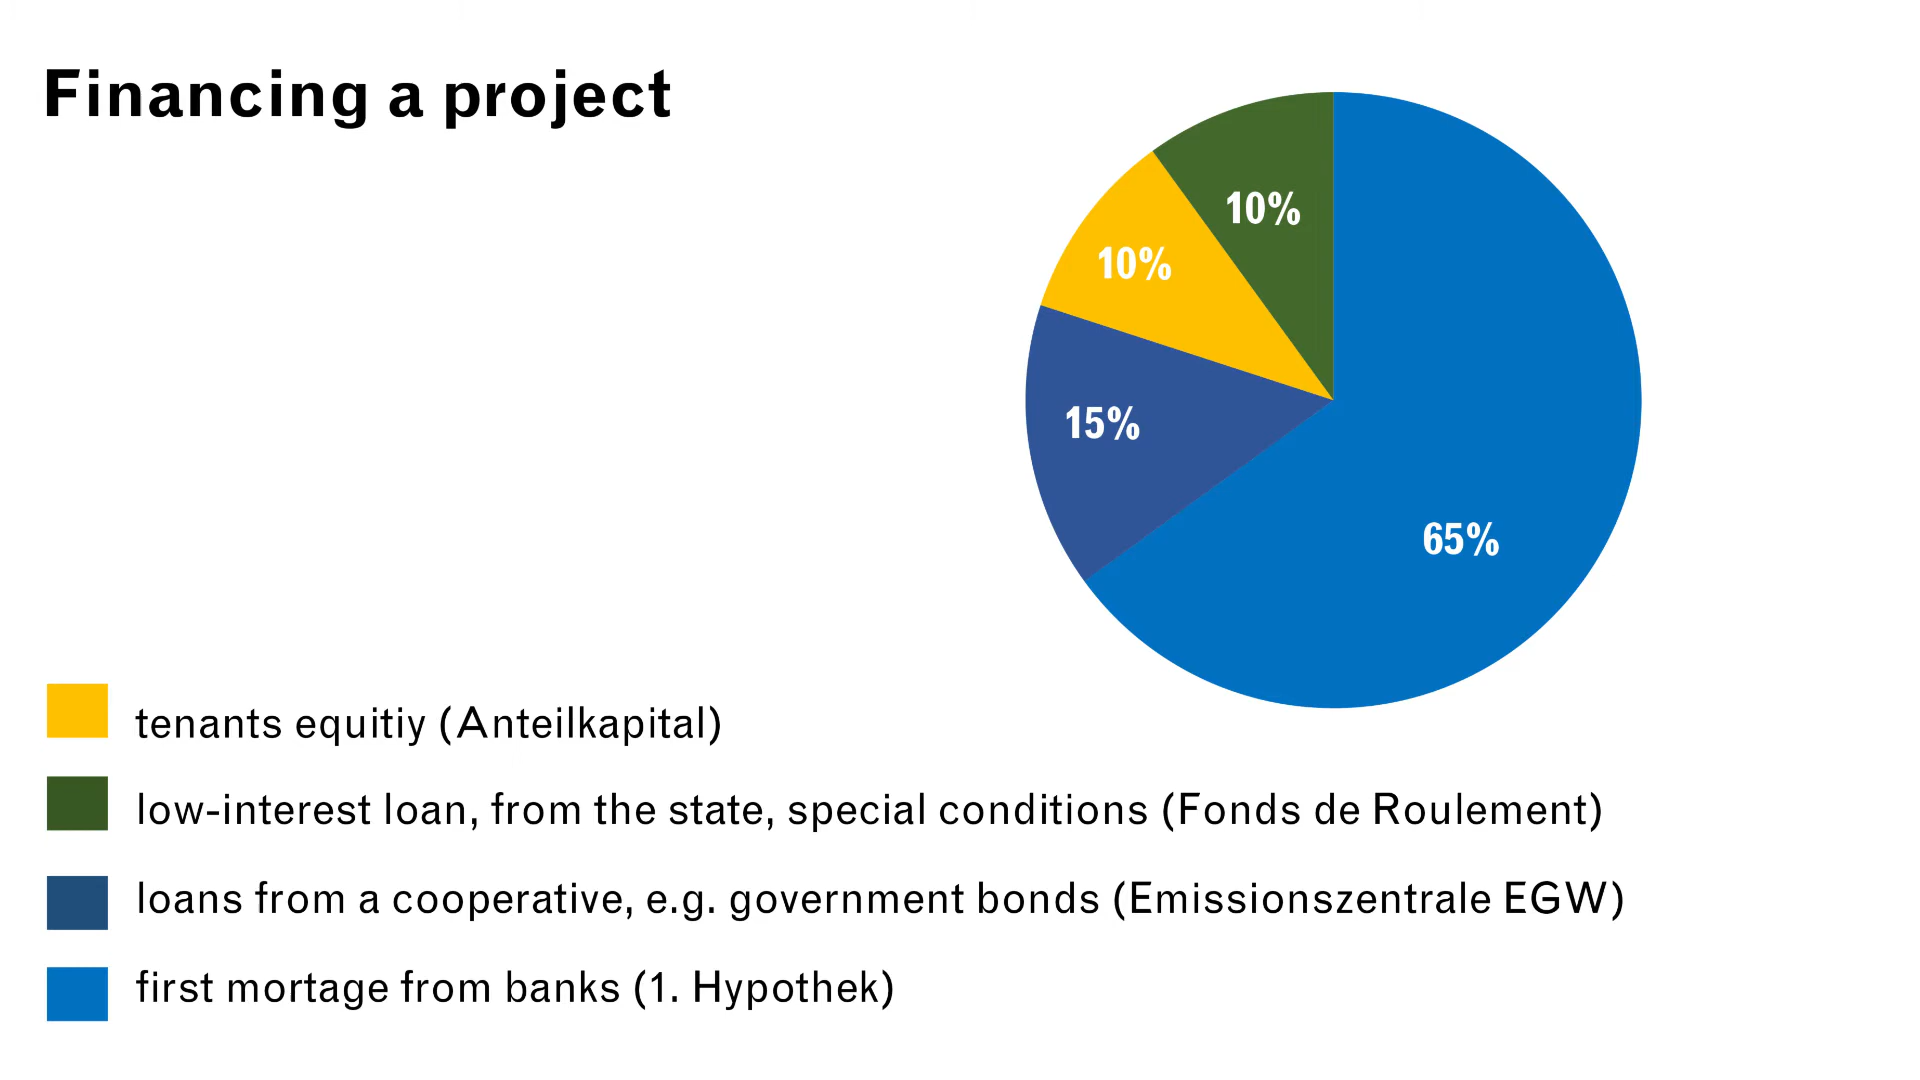 Financing a project
10%
10%
15%
65%
tenants equitiy (Anteilkapital)
low-interest loan, from the state, special conditions (Fonds de Roulement)
loans from a cooperative, e.g. government bonds (Emissionszentrale EGW)
first mortage from banks (1. Hypothek)